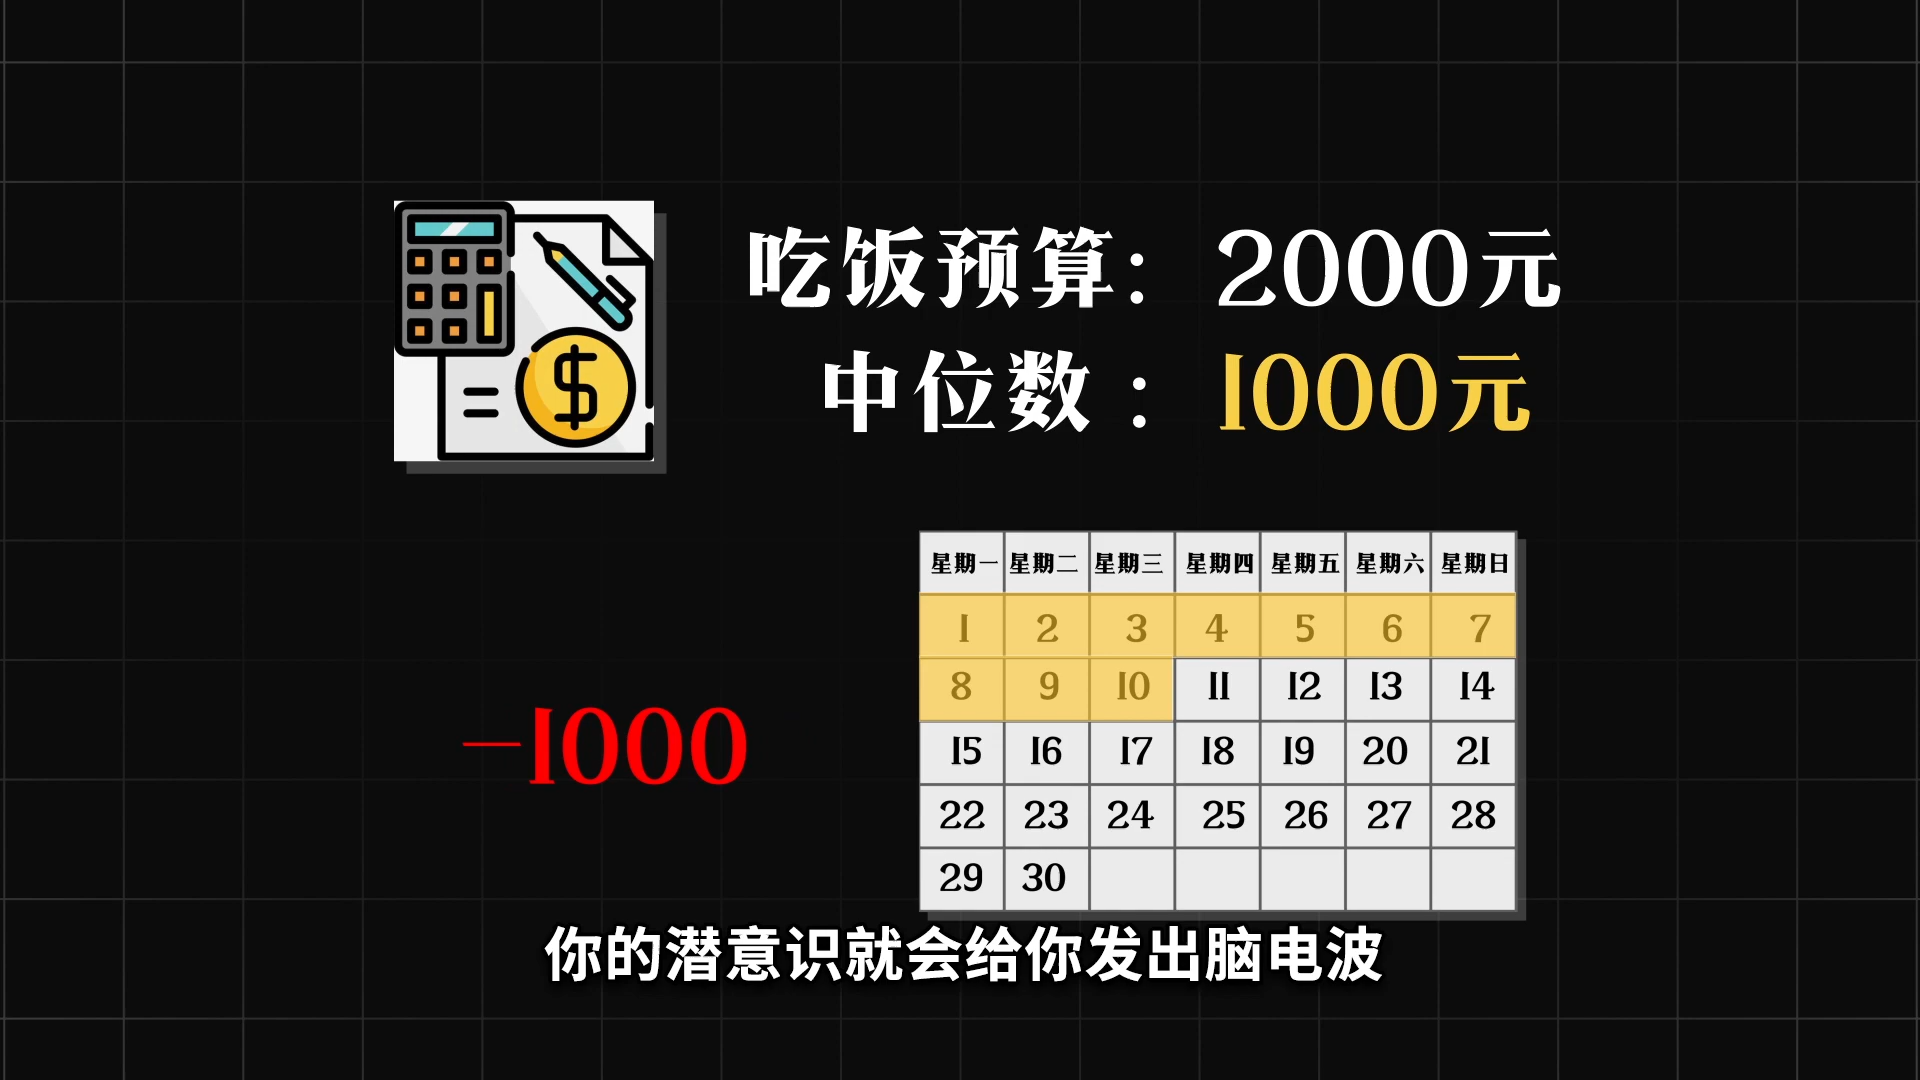 吃饭预算：2000元
中位数：1000元
星期一 星期二 星期三 星期四 星期五 星期六 星期日
1 2 3 4 5 6 7
8 9 10 11 12 13 14
-1000
15 16 17 18 19 20 21
22 23 24 25 26 27 28
29 30
你的潜意识就会给你发出脑电波